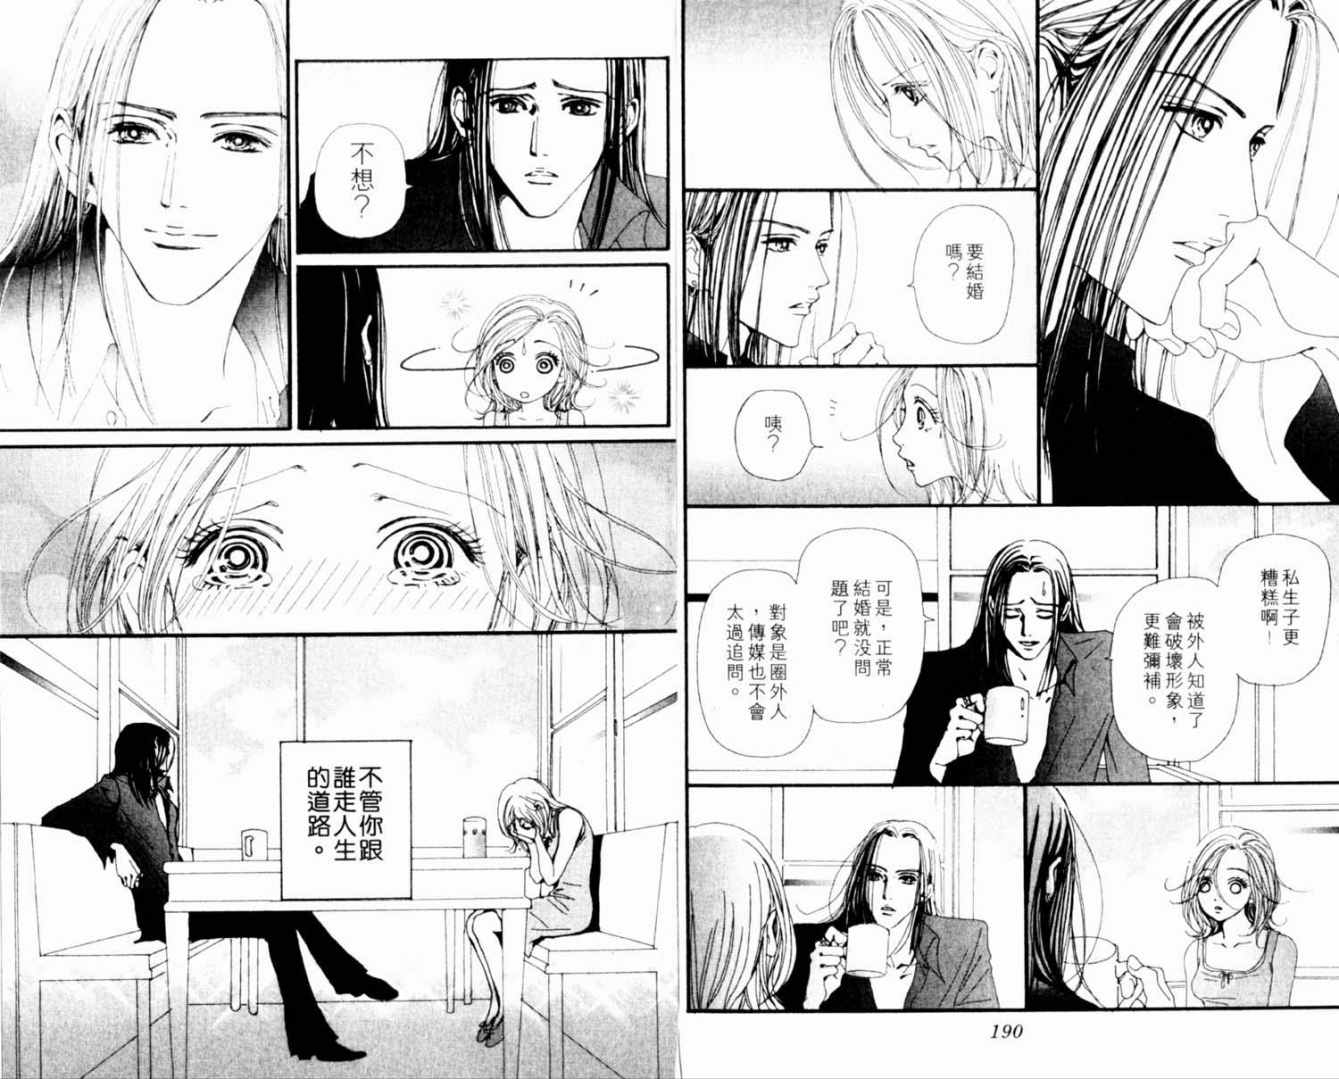 要結婚
嗎？
咦？
私生子更
糟糕啊！
被外人知道了
會破壞形象，
更難彌補。
可是，正常
結婚就没問
題了吧？
對象是圈外人
，傳媒也不會
太過追問。
190
不想？
不管你跟
誰走人生
的道路。